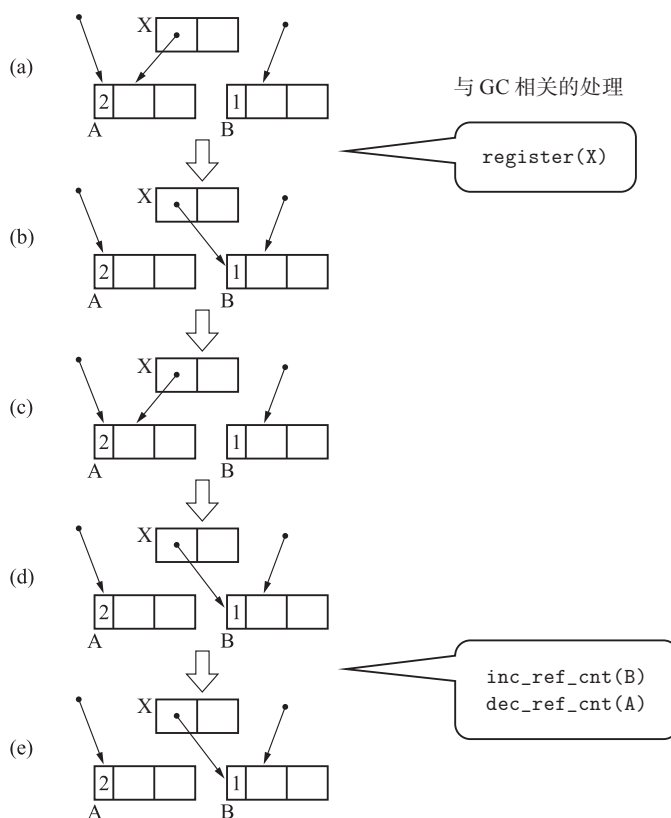 X
(a)
2
1
A
B
与 GC 相关的处理
register(X)
X
(b)
2
1
A
B
X
(c)
2
1
A
B
X
(d)
2
1
A
B
inc_ref_cnt(B)
dec_ref_cnt(A)
X
(e)
2
1
A
B